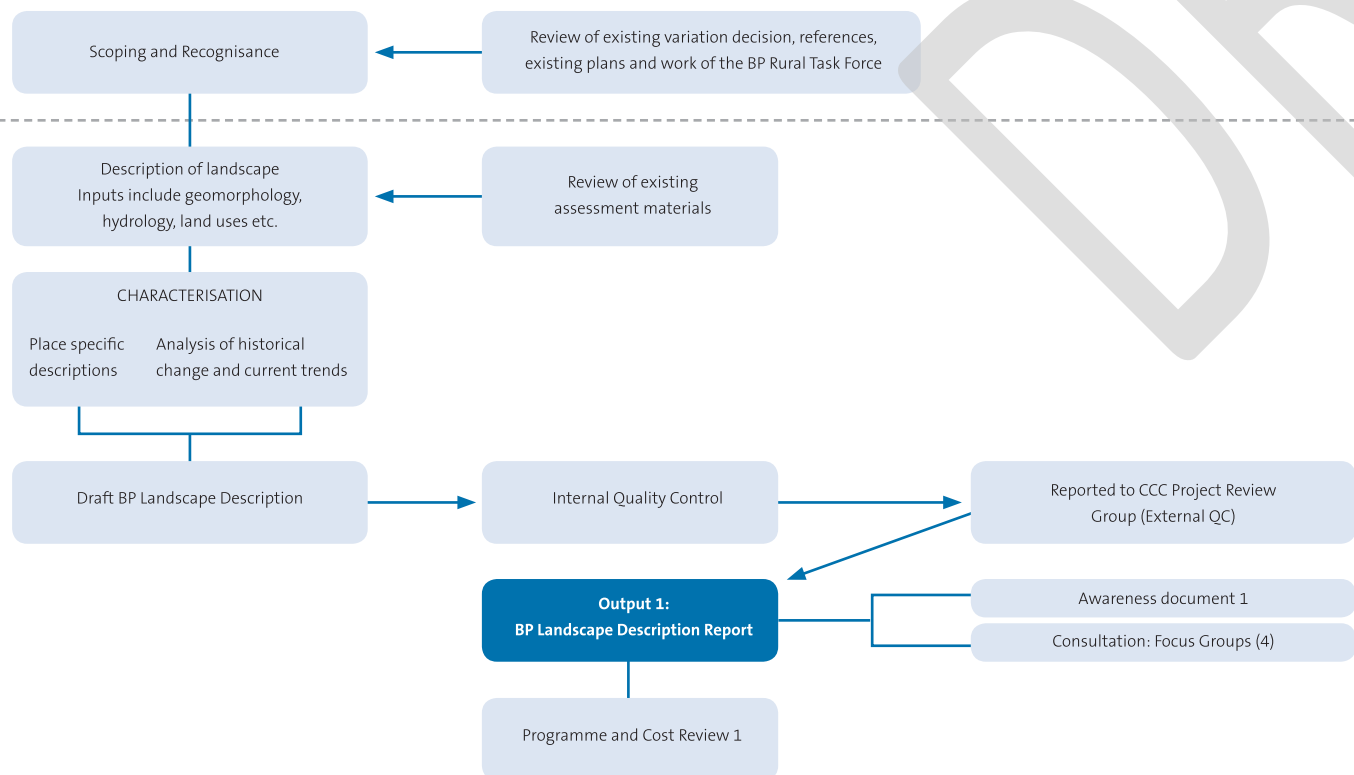 Scoping and Recognisance
Review of existing variation decision, references,
existing plans and work of the BP Rural Task Force
Description of landscape
Inputs include geomorphology,
hydrology, land uses etc.
Review of existing
assessment materials
CHARACTERISATION
Place specific
descriptions
Analysis of historical
change and current trends
Draft BP Landscape Description
Internal Quality Control
Reported to CCC Project Review
Group (External QC)
Output 1:
BP Landscape Description Report
Awareness document 1
Consultation: Focus Groups (4)
Programme and Cost Review 1